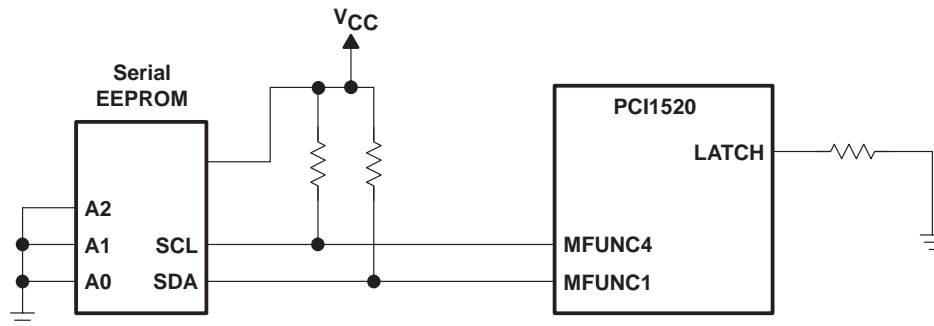 VCC
Serial
EEPROM
PCI1520
LATCH
A2
A1
SCL
MFUNC4
A0
SDA
MFUNC1